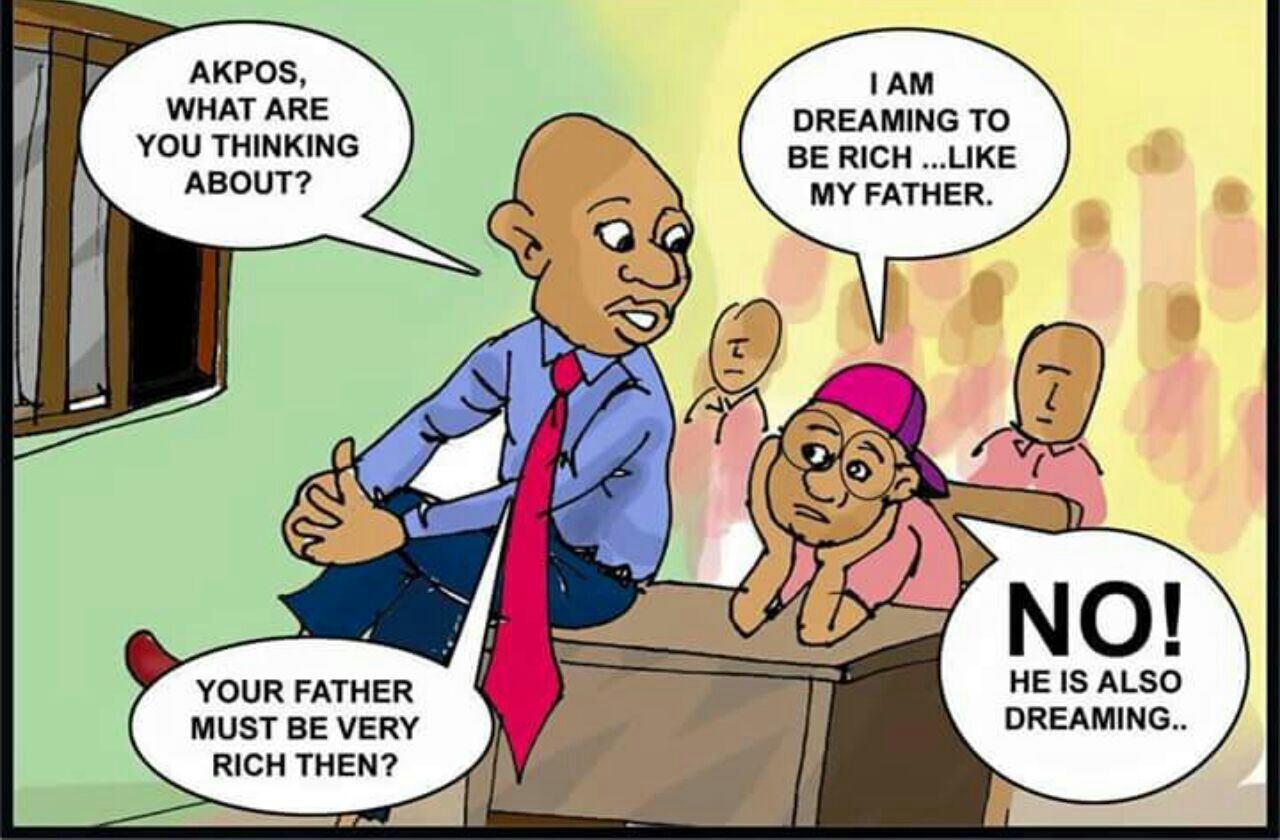 AKPOS,
WHAT ARE
YOU THINKING
ABOUT?
I AM
DREAMING TO
BE RICH ...LIKE
MY FATHER.
YOUR FATHER
MUST BE VERY
RICH THEN?
NO!
HE IS ALSO
DREAMING..